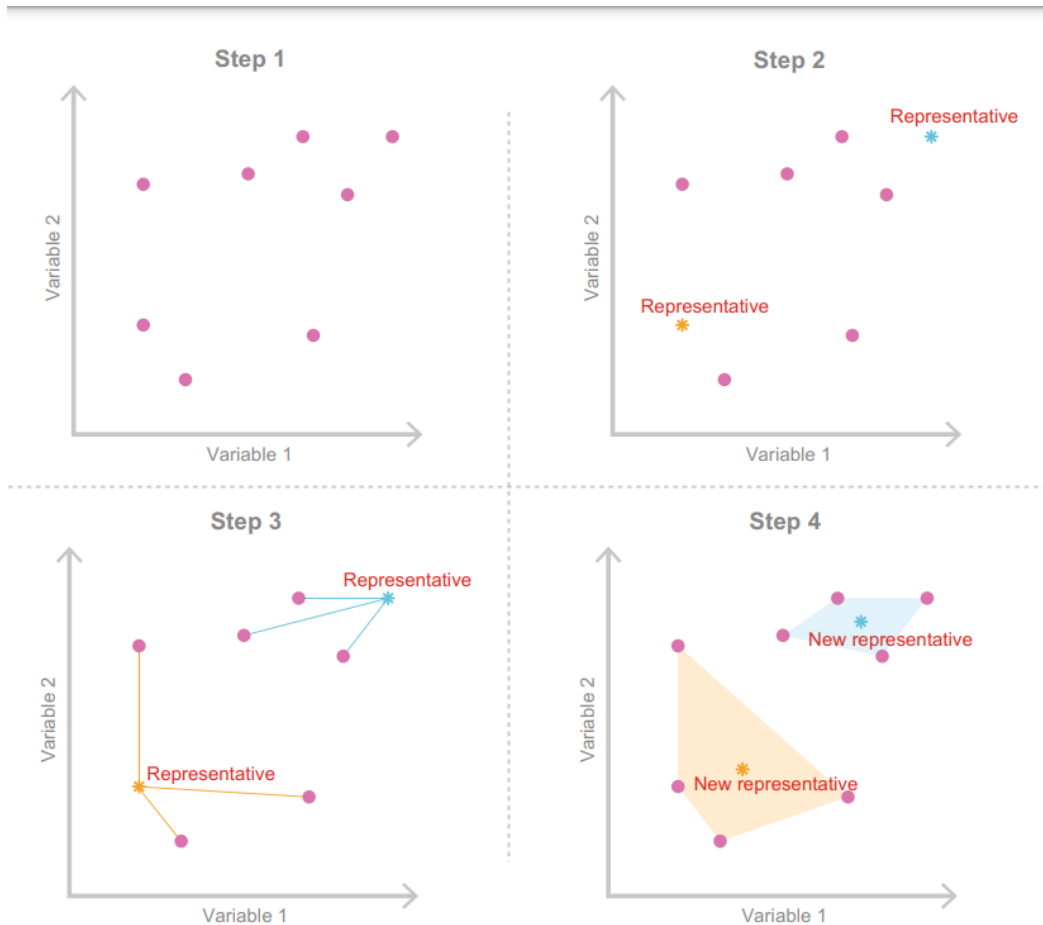 Step 1
Variable 2
Variable 1
Step 2
Representative
Representative
Variable 2
Variable 1
Step 3
Representative
Representative
Variable 2
Variable 1
Step 4
New representative
New representative
Variable 2
Variable 1